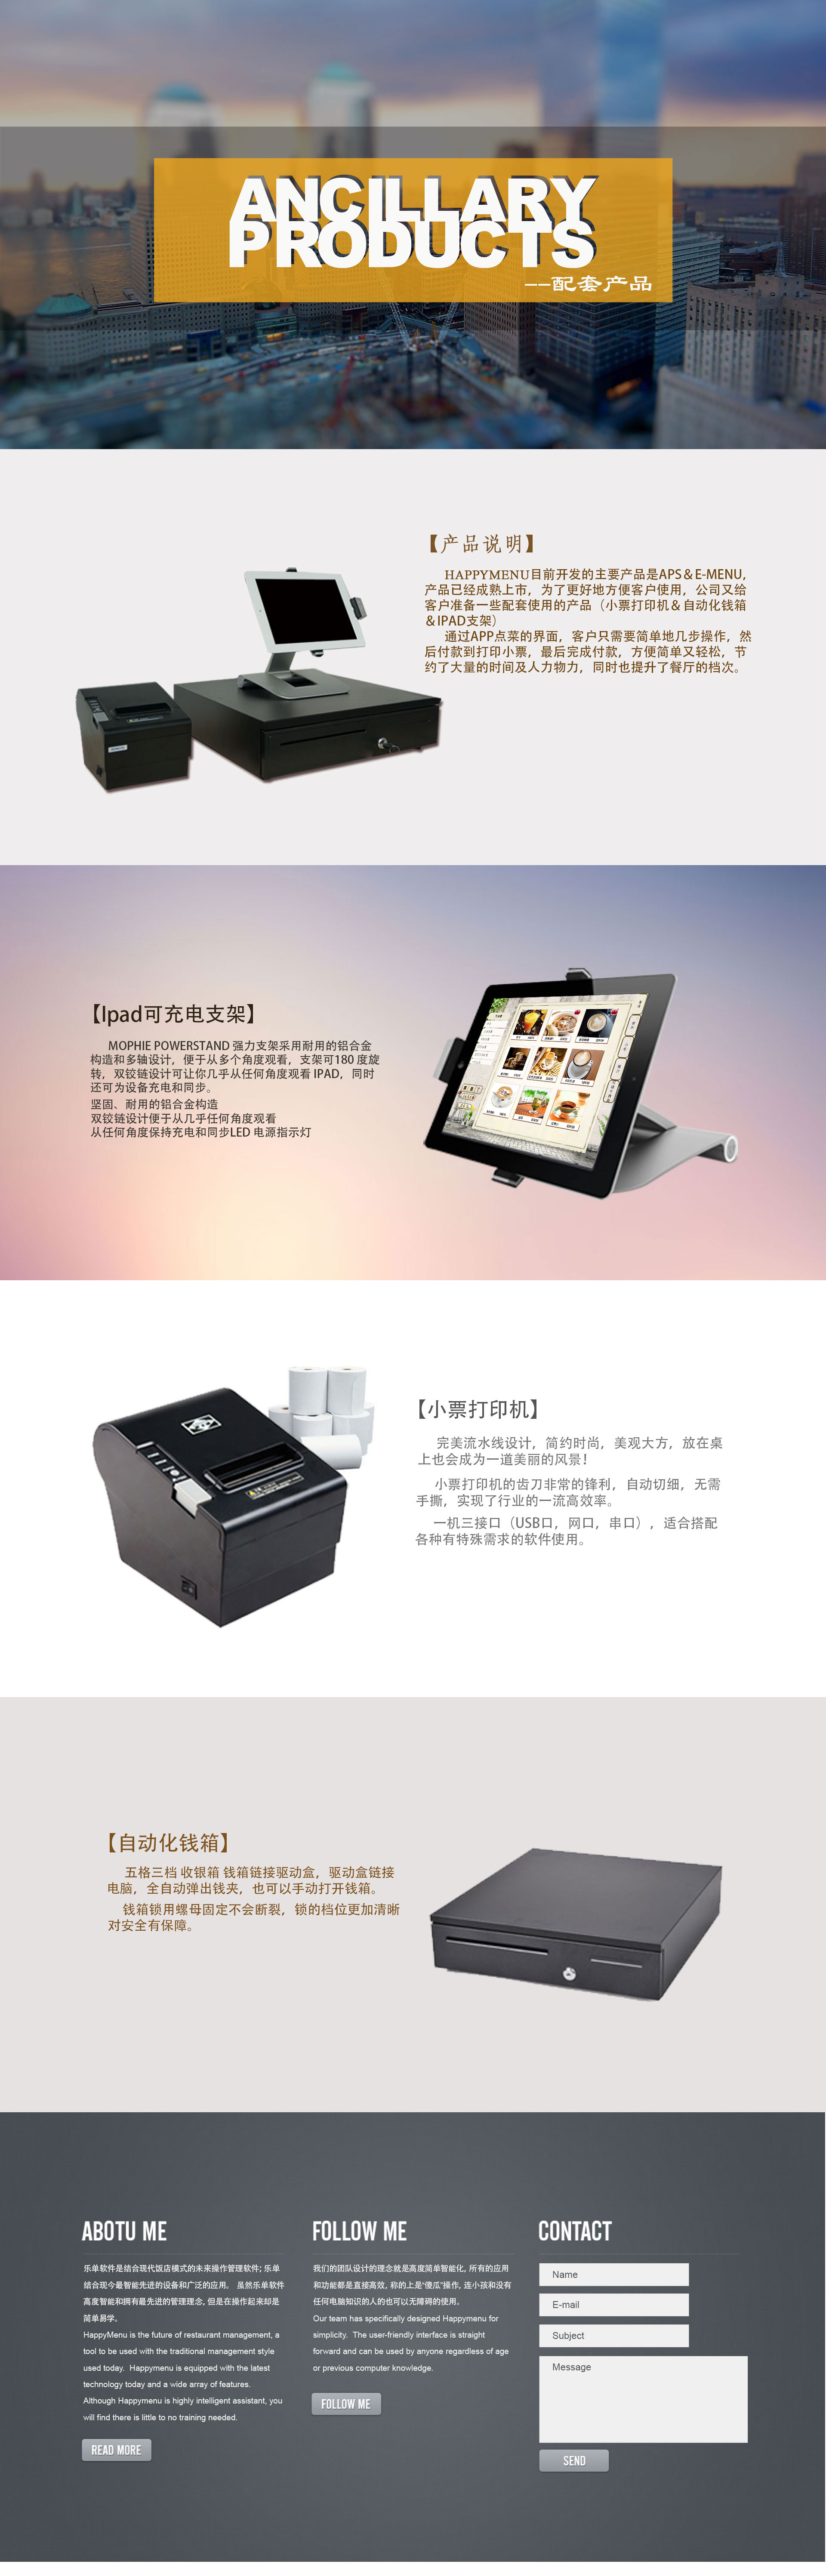 ANCILLARY
PRODUCTS
--配套产品
【产品说明】
HAPPYMENU目前开发的主要产品是APS＆E-MENU,
产品已经成熟上市，为了更好地方便客户使用，公司又给
客户准备一些配套使用的产品（小票打印机＆自动化钱箱
＆IPAD支架）
通过APP点菜的界面，客户只需要简单地几步操作，然
后付款到打印小票，最后完成付款，方便简单又轻松，节
约了大量的时间及人力物力，同时也提升了餐厅的档次。
【Ipad可充电支架】
MOPHIE POWERSTAND 强力支架采用耐用的铝合金
构造和多轴设计，便于从多个角度观看，支架可180 度旋
转，双铰链设计可让你几乎从任何角度观看 IPAD，同时
还可为设备充电和同步。
坚固、耐用的铝合金构造
双铰链设计便于从几乎任何角度观看
从任何角度保持充电和同步LED 电源指示灯
【小票打印机】
完美流水线设计，简约时尚，美观大方，放在桌
上也会成为一道美丽的风景！
小票打印机的齿刀非常的锋利，自动切细，无需
手撕，实现了行业的一流高效率。
一机三接口（USB口，网口，串口），适合搭配
各种有特殊需求的软件使用。
【自动化钱箱】
五格三档 收银箱 钱箱链接驱动盒，驱动盒链接
电脑，全自动弹出钱夹，也可以手动打开钱箱。
钱箱锁用螺母固定不会断裂，锁的档位更加清晰
对安全有保障。
ABOTU ME
乐单软件是结合现代饭店模式的未来操作管理软件; 乐单
结合现今最智能先进的设备和广泛的应用。 虽然乐单软件
高度智能和拥有最先进的管理理念, 但是在操作起来却是
简单易学。
HappyMenu is the future of restaurant management, a
tool to be used with the traditional management style
used today. Happymenu is equipped with the latest
technology today and a wide array of features.
Although Happymenu is highly intelligent assistant, you
will find there is little to no training needed.
READ MORE
FOLLOW ME
我们的团队设计的理念就是高度简单智能化, 所有的应用
和功能都是直接高效, 称的上是"傻瓜"操作, 连小孩和没有
任何电脑知识的人的也可以无障碍的使用。
Our team has specifically designed Happymenu for
simplicity. The user-friendly interface is straight
forward and can be used by anyone regardless of age
or previous computer knowledge.
FOLLOW ME
CONTACT
Name
E-mail
Subject
Message
SEND